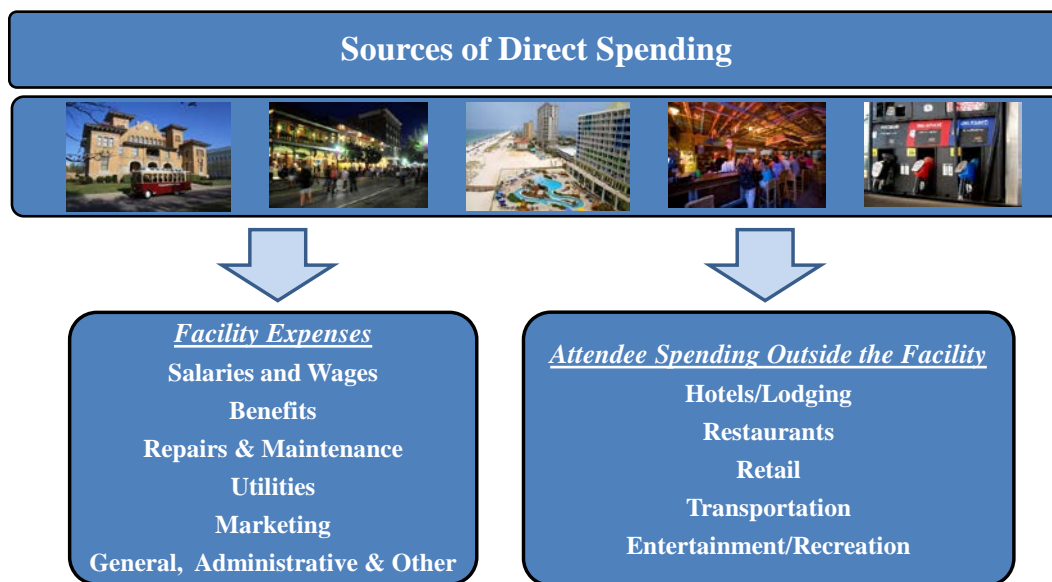 Sources of Direct Spending
Facility Expenses
Salaries and Wages
Benefits
Repairs & Maintenance
Utilities
Marketing
General, Administrative & Other
Attendee Spending Outside the Facility
Hotels/Lodging
Restaurants
Retail
Transportation
Entertainment/Recreation